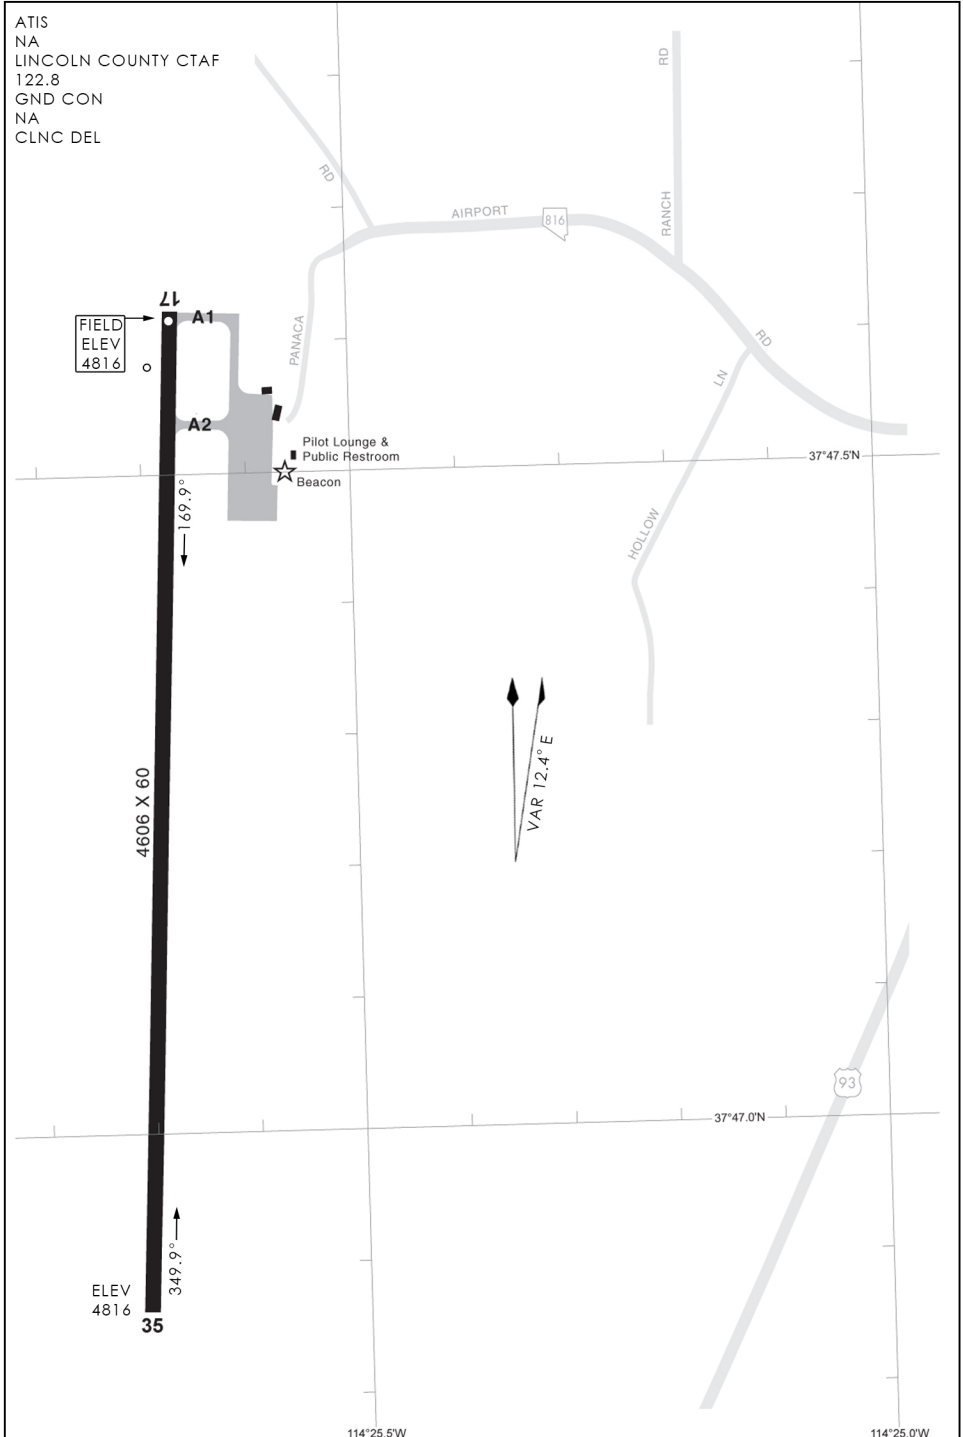 ATIS
NA
LINCOLN COUNTY CTAF
122.8
GND CON
NA
CLNC DEL
RD
RD
RANCH
AIRPORT
816
17
A1
FIELD
ELEV
4816
PANACA
RD
LN
A2
Pilot Lounge &
Public Restroom
37°47.5'N
Beacon
169.9°
HOLLOW
VAR 12.4° E
4606 X 60
93
37°47.0'N
349.9°
ELEV
4816
35
114°25.5'W
114°25.0'W